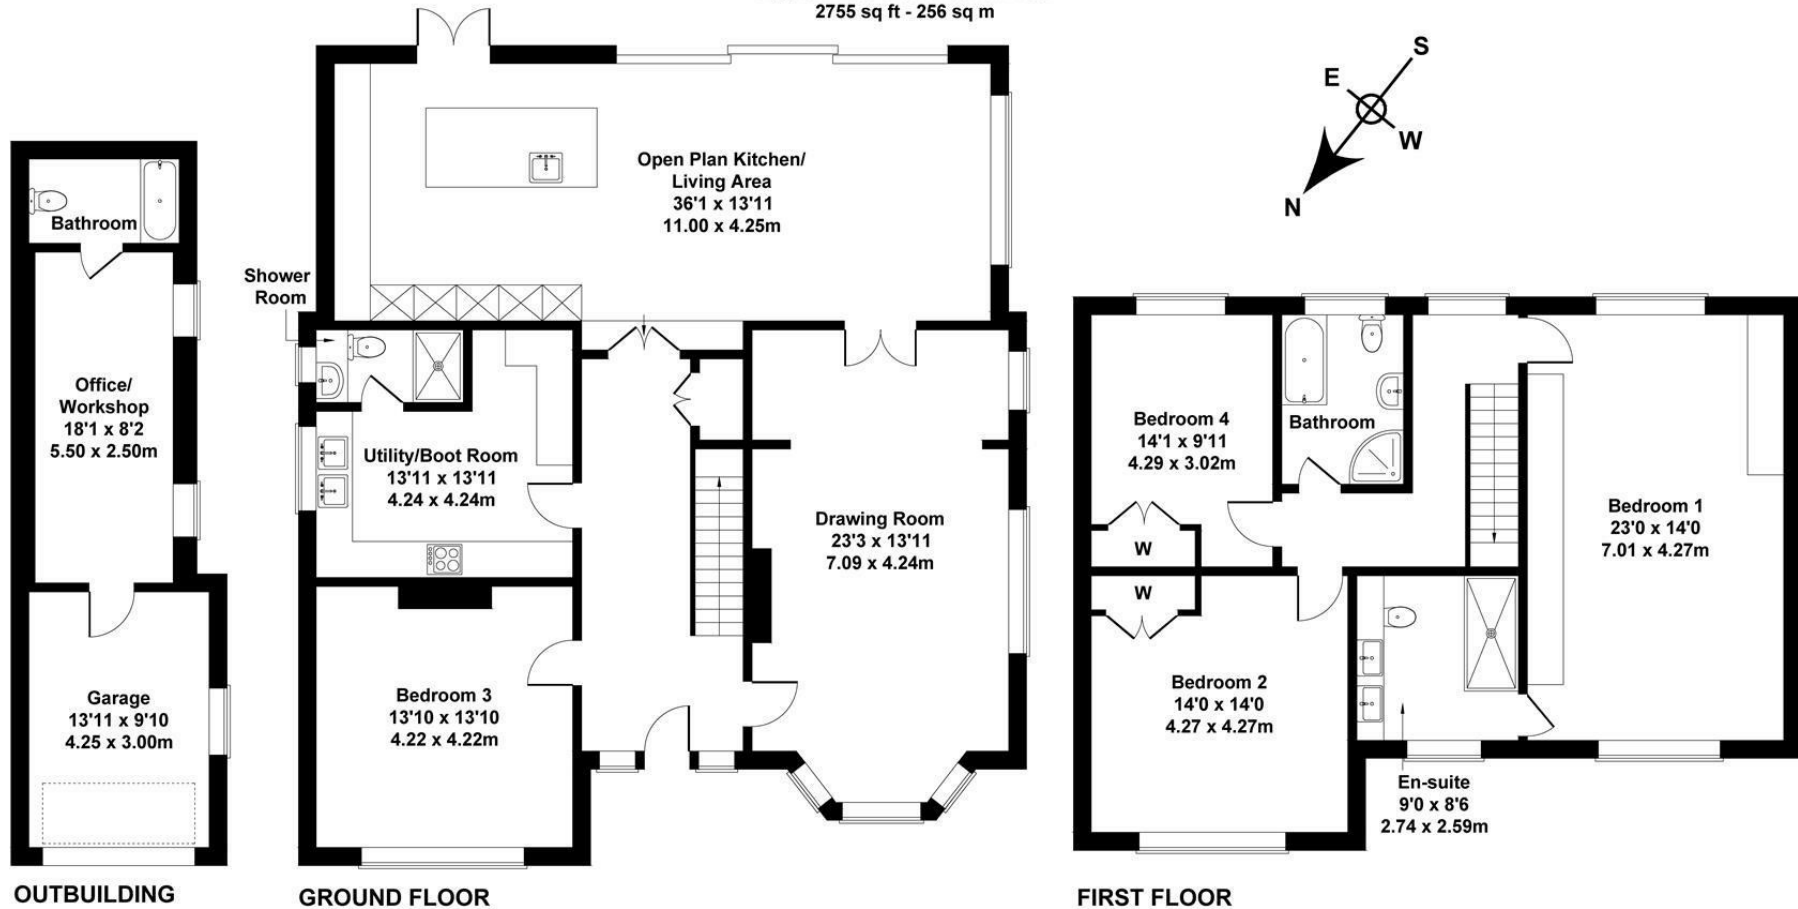 2755 sq ft - 256 sq m
S
E
W
N
Bathroom
Office/
Workshop
18'1 x 8'2
5.50 x 2.50m
Garage
13'11 x 9'10
4.25 x 3.00m
OUTBUILDING
Open Plan Kitchen/
Living Area
36'1 x 13'11
11.00 x 4.25m
Shower
Room
Utility/Boot Room
13'11 x 13'11
4.24 x 4.24m
Drawing Room
23'3 x 13'11
7.09 x 4.24m
Bedroom 3
13'10 x 13'10
4.22 x 4.22m
GROUND FLOOR
Bedroom 4
14'1 x 9'11
4.29 x 3.02m
Bathroom
W
W
Bedroom 1
23'0 x 14'0
7.01 x 4.27m
Bedroom 2
14'0 x 14'0
4.27 x 4.27m
En-suite
9'0 x 8'6
2.74 x 2.59m
FIRST FLOOR